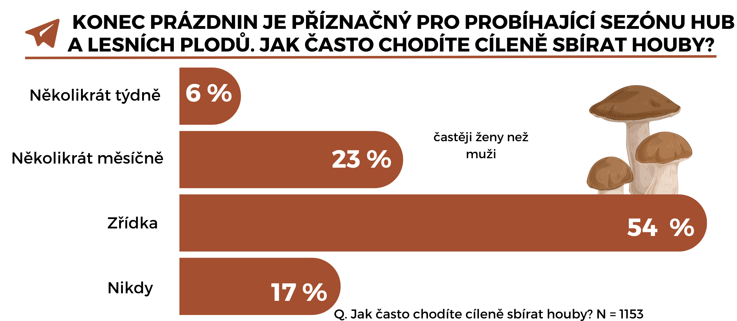 KONEC PRÁZDNIN JE PŘÍZNAČNÝ PRO PROBÍHAJÍCÍ SEZÓNU HUB
A LESNÍCH PLODŮ. JAK ČASTO CHODÍTE CÍLENĚ SBÍRAT HOUBY?
Několikrát týdně
6 %
Několikrát měsíčně
23 %
častěji ženy než
muži
Zřídka
54 %
Nikdy
17 %
Q. Jak často chodíte cíleně sbírat houby? N = 1153